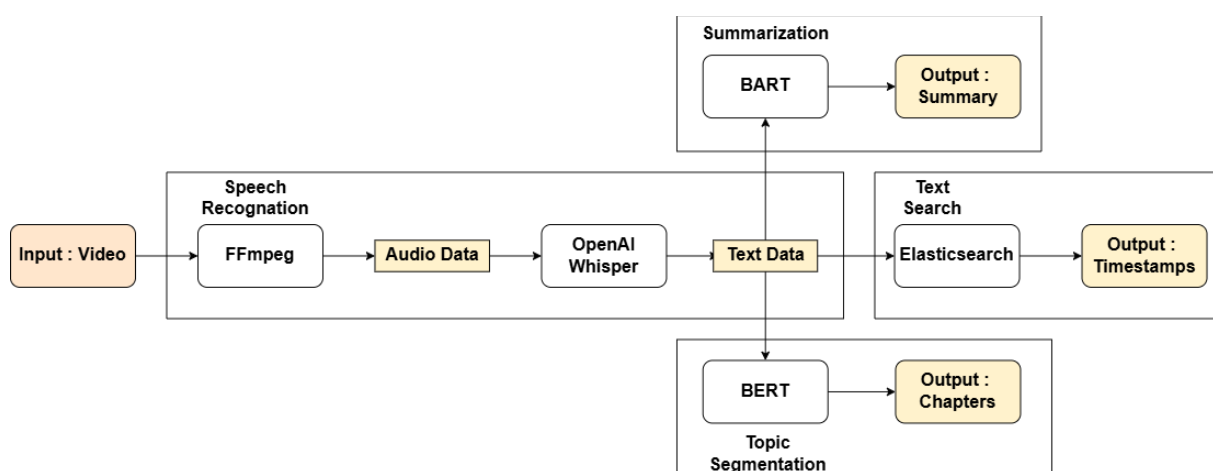 Summarization
BART
Output :
Summary
Speech
Recognation
Text
Search
Input : Video
FFmpeg
Audio Data
OpenAI
Whisper
Text Data
Elasticsearch
Output :
Timestamps
BERT
Output :
Chapters
Topic
Segmentation